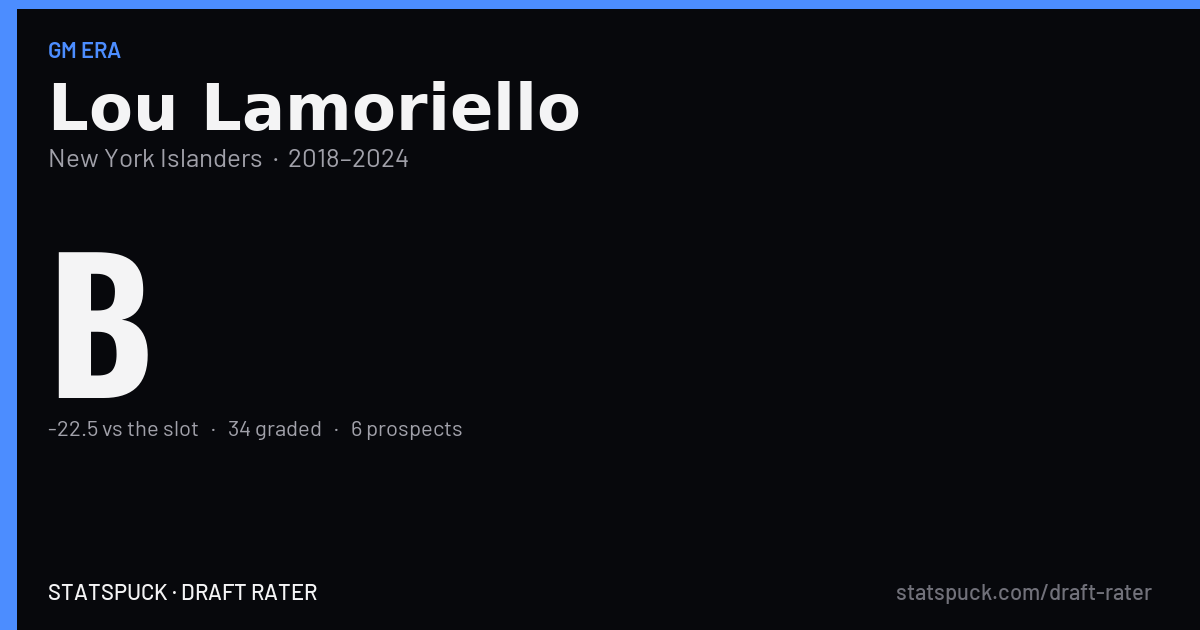 GM ERA
Lou Lamoriello
New York Islanders · 2018–2024
B
-22.5 vs the slot · 34 graded · 6 prospects
STATSPUCK · DRAFT RATER
statspuck.com/draft-rater